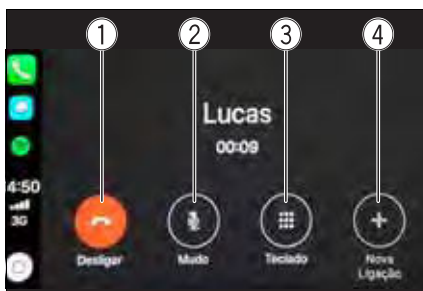 1 2 3 4
Lucas
00:09
4:50
3G
Desligar Mudo Teclado Nova
Ligação